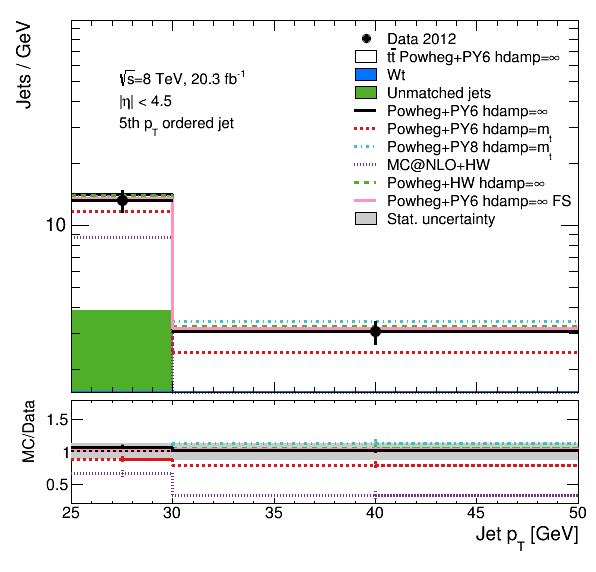 Jets / GeV
√s=8 TeV, 20.3 fb-1
|η| < 4.5
5th pT ordered jet
Data 2012
tt̄ Powheg+PY6 hdamp=∞
Wt
Unmatched jets
Powheg+PY6 hdamp=∞
Powheg+PY6 hdamp=mt
Powheg+PY8 hdamp=mt
MC@NLO+HW
Powheg+HW hdamp=∞
Powheg+PY6 hdamp=∞ FS
Stat. uncertainty
10
MC/Data
1.5
1
0.5
25 30 35 40 45 50
Jet pT [GeV]